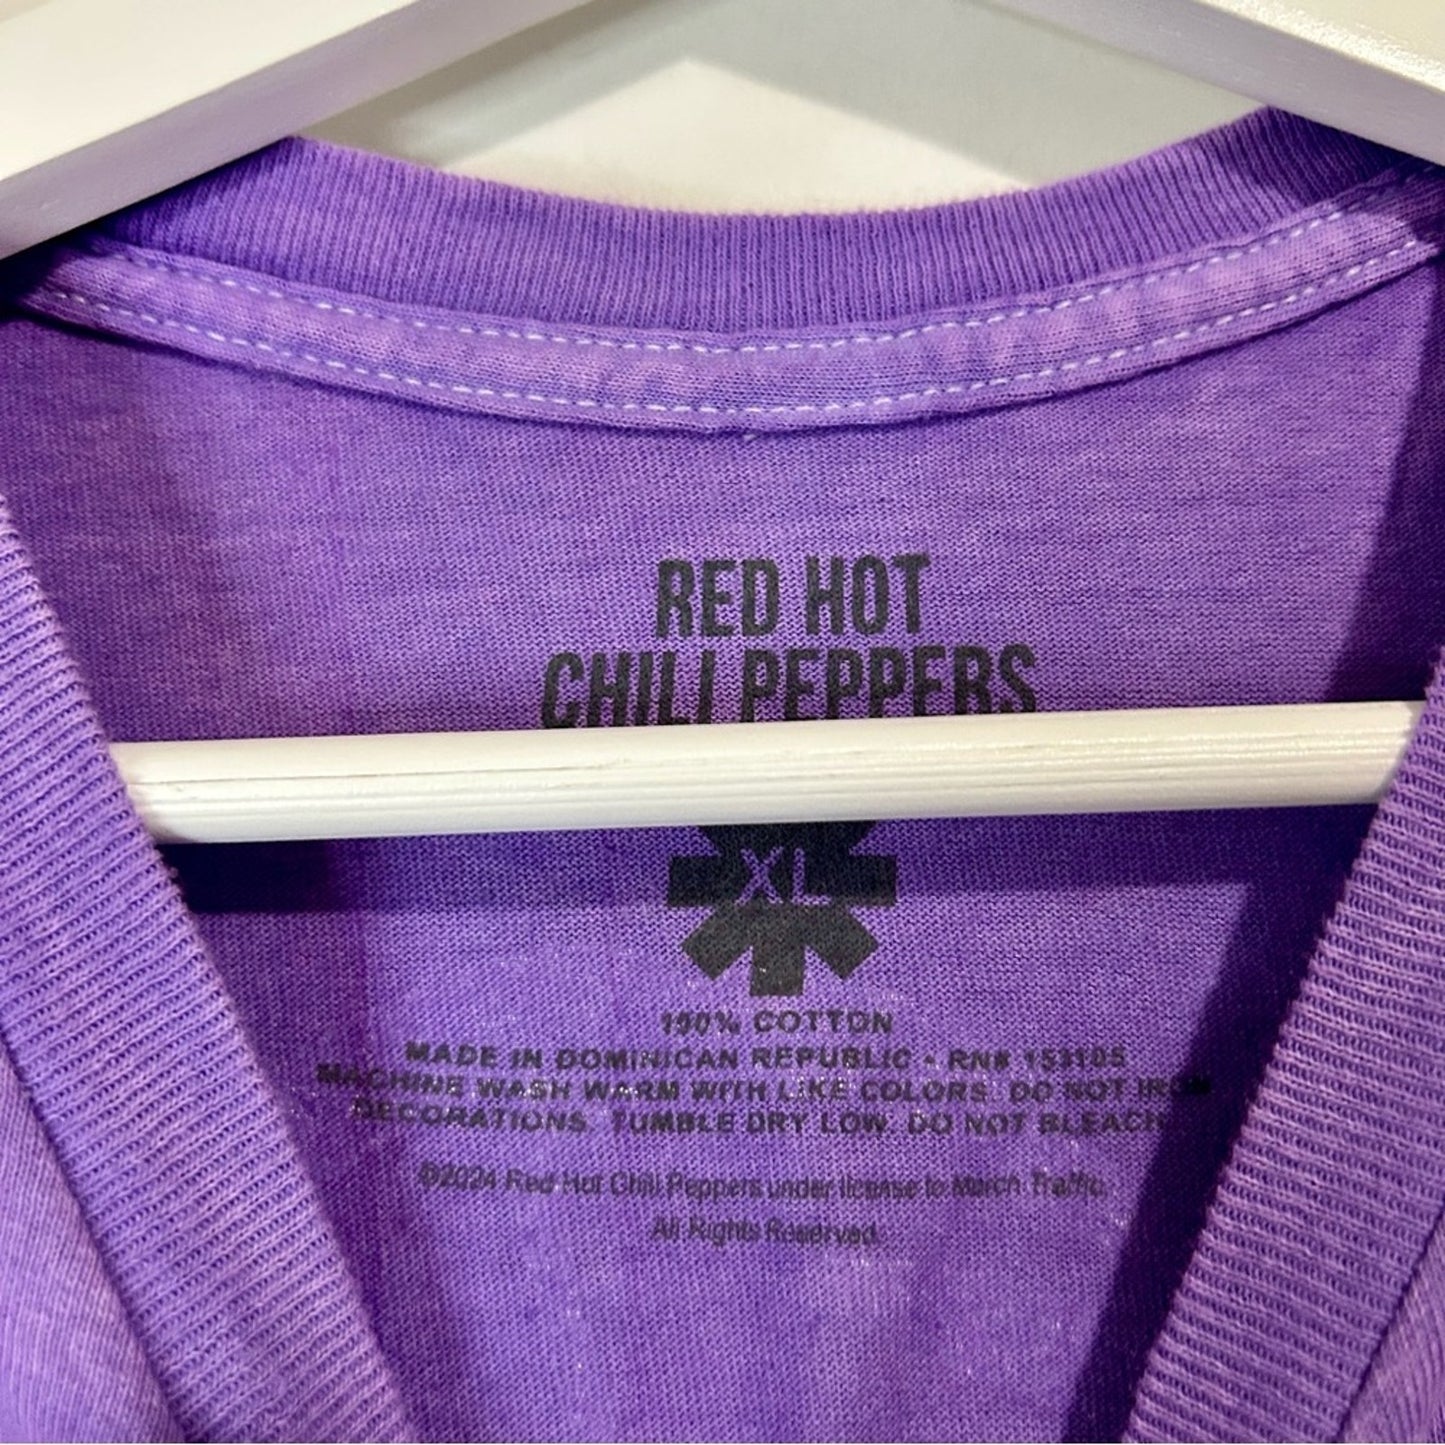 RED HOT
CHILI PEPPERS
XL
100% COTTON
MADE IN DOMINICAN REPUBLIC • RN# 153105
MACHINE WASH WARM WITH LIKE COLORS. DO NOT IRON
DECORATIONS. TUMBLE DRY LOW. DO NOT BLEACH.
©2024 Red Hot Chili Peppers under license to Merch Traffic.
All Rights Reserved.